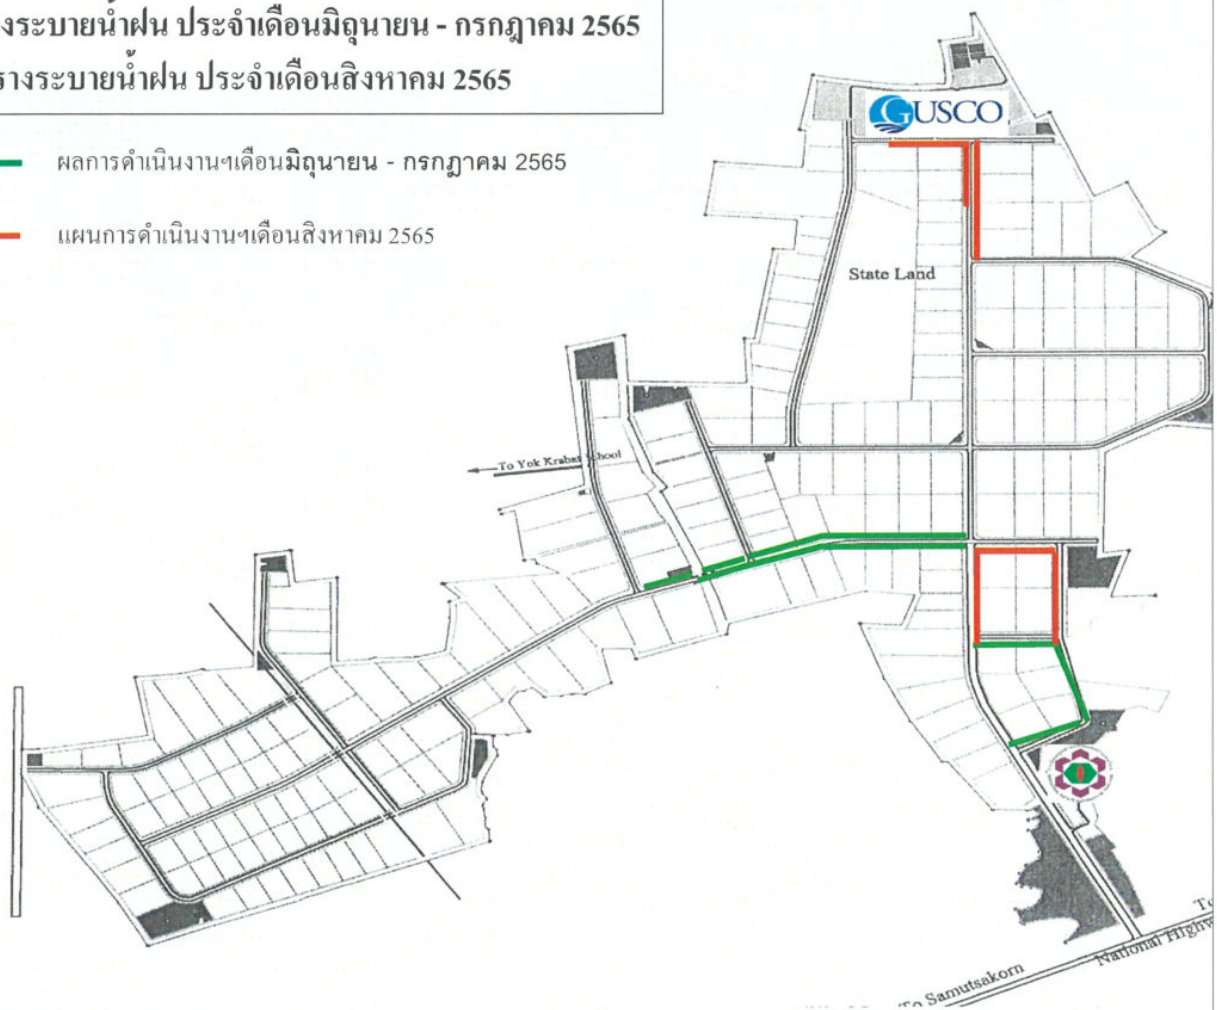 งระบายน้ำฝน ประจำเดือนมิถุนายน - กรกฎาคม 2565
รางระบายน้ำฝน ประจำเดือนสิงหาคม 2565
ผลการดำเนินงานฯเดือนมิถุนายน - กรกฎาคม 2565
แผนการดำเนินงานฯเดือนสิงหาคม 2565
GUSCO
State Land
To Yok Krabat School
To Samutsakorn
National Highw
To